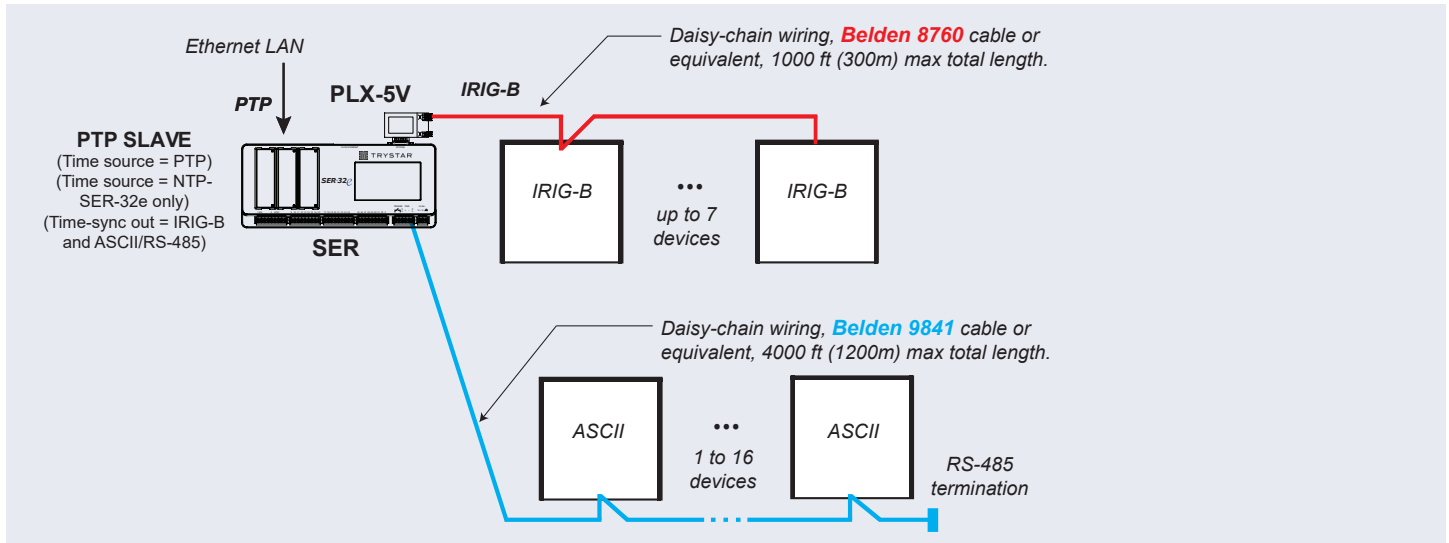 Ethernet LAN
PTP
PLX-5V
IRIG-B
Daisy-chain wiring, Belden 8760 cable or
equivalent, 1000 ft (300m) max total length.
PTP SLAVE
(Time source = PTP)
(Time source = NTP-
SER-32e only)
(Time-sync out = IRIG-B
and ASCII/RS-485)
TRYSTAR
SER-32e
SER
IRIG-B
•••
up to 7
devices
IRIG-B
Daisy-chain wiring, Belden 9841 cable or
equivalent, 4000 ft (1200m) max total length.
ASCII
•••
1 to 16
devices
ASCII
RS-485
termination